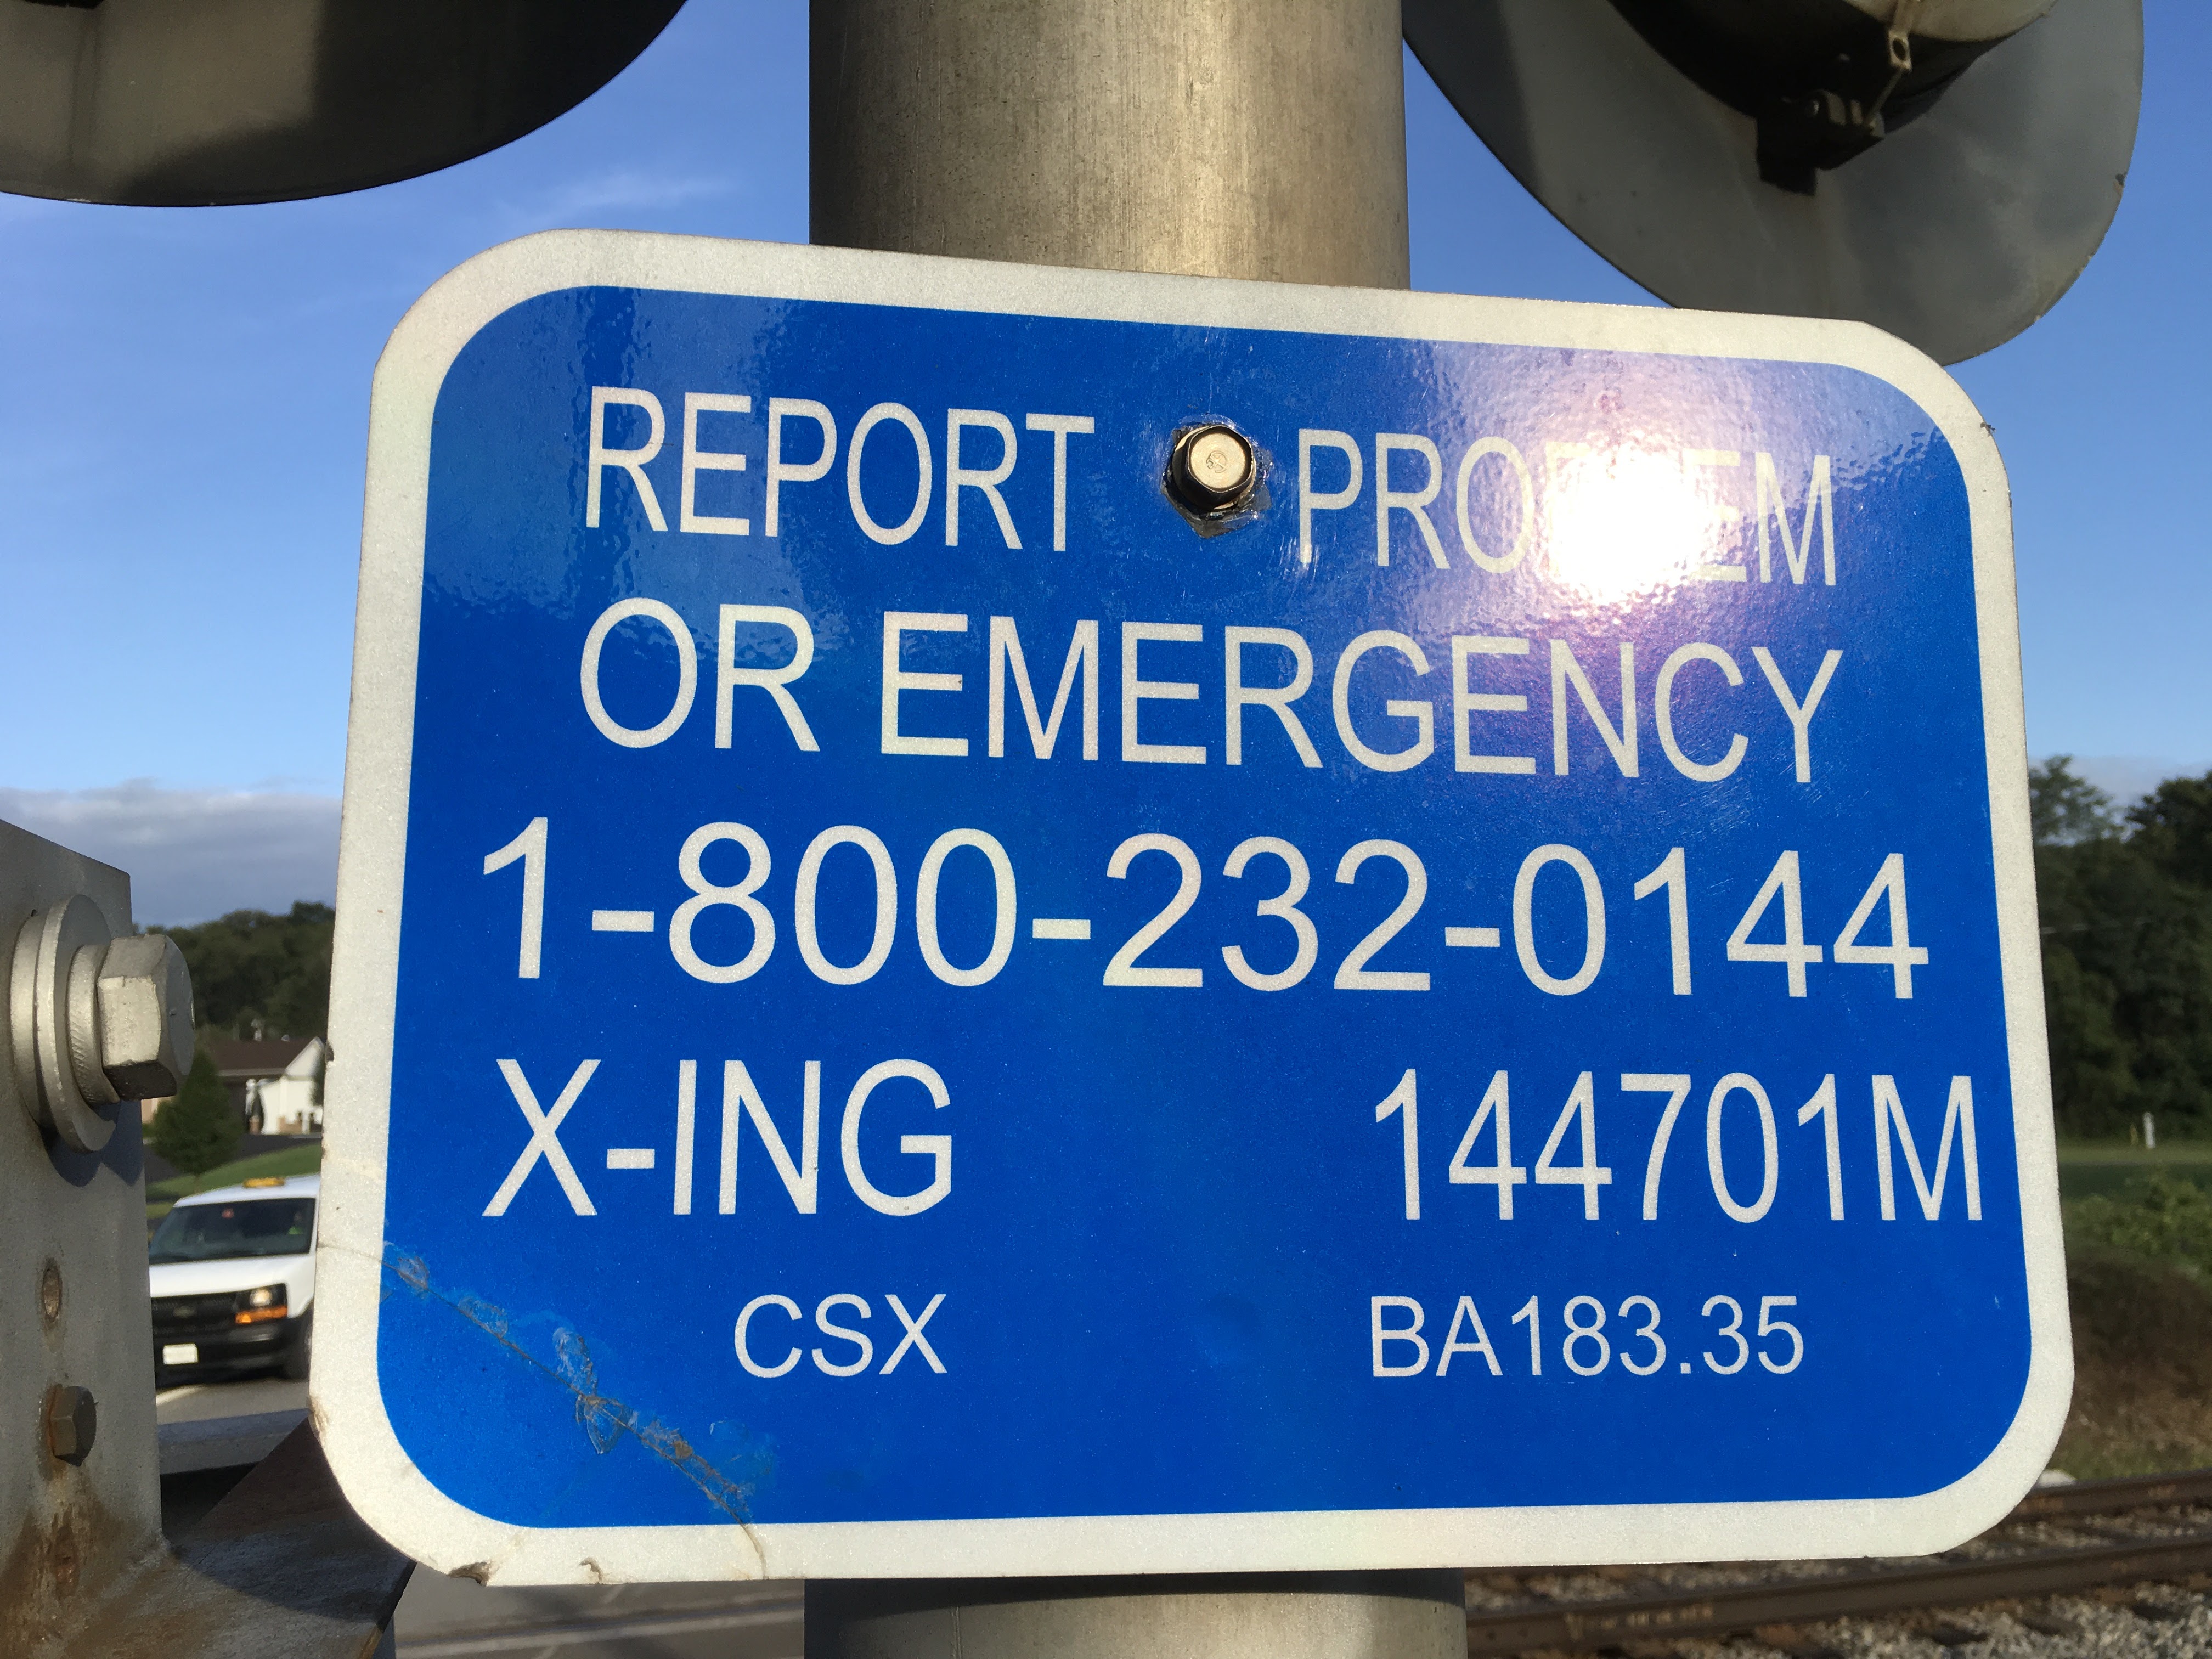 REPORT PROBLEM
OR EMERGENCY
1-800-232-0144
X-ING 144701M
CSX BA183.35